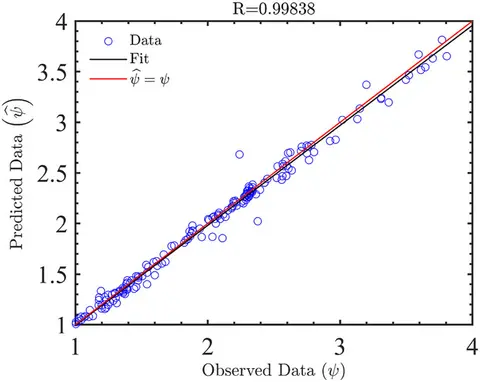 R=0.99838
4
3.5
3
2.5
2
1.5
1
Predicted Data (ψ̂)
Data
Fit
ψ̂ = ψ
1 2 3 4
Observed Data (ψ)